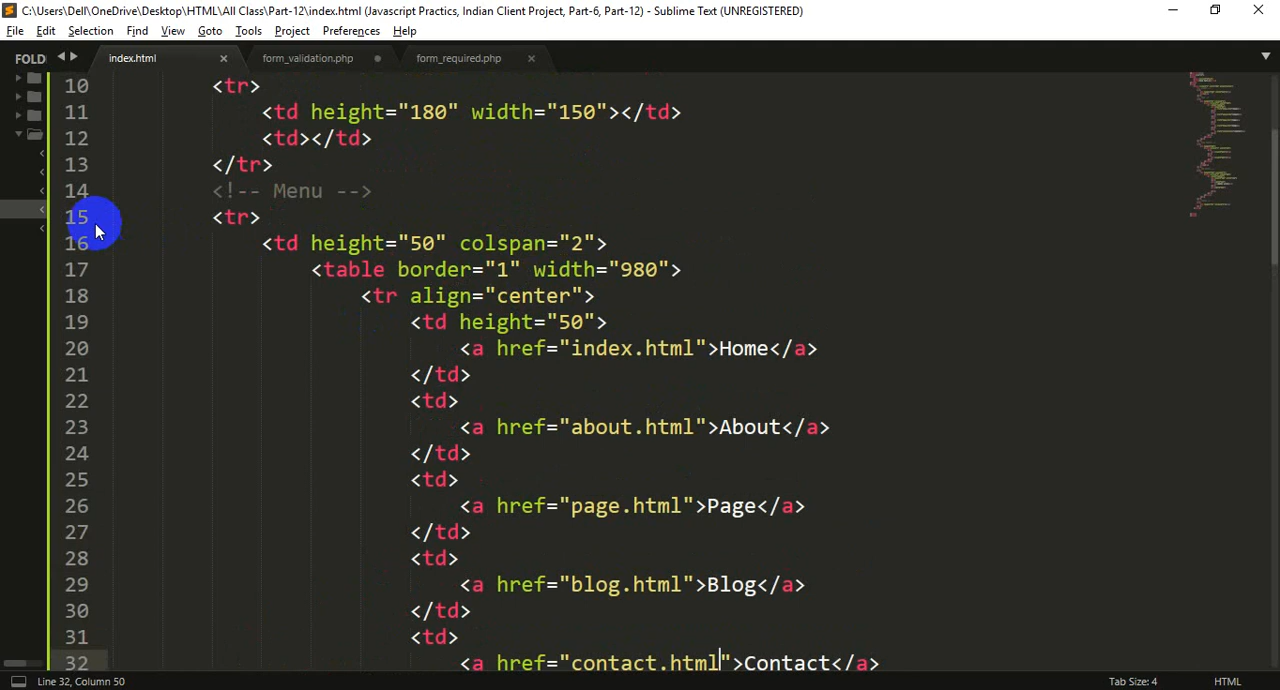 C:\Users\Dell\OneDrive\Desktop\HTML\All Class\Part-12\index.html (Javascript Practics, Indian Client Project, Part-6, Part-12) - Sublime Text (UNREGISTERED)
File Edit Selection Find View Goto Tools Project Preferences Help
FOLD index.html form_validation.php form_required.php
10 <tr>
11 <td height="180" width="150"></td>
12 <td></td>
13 </tr>
14 <!-- Menu -->
15 <tr>
16 <td height="50" colspan="2">
17 <table border="1" width="980">
18 <tr align="center">
19 <td height="50">
20 <a href="index.html">Home</a>
21 </td>
22 <td>
23 <a href="about.html">About</a>
24 </td>
25 <td>
26 <a href="page.html">Page</a>
27 </td>
28 <td>
29 <a href="blog.html">Blog</a>
30 </td>
31 <td>
32 <a href="contact.html">Contact</a>
Line 32, Column 50 Tab Size: 4 HTML